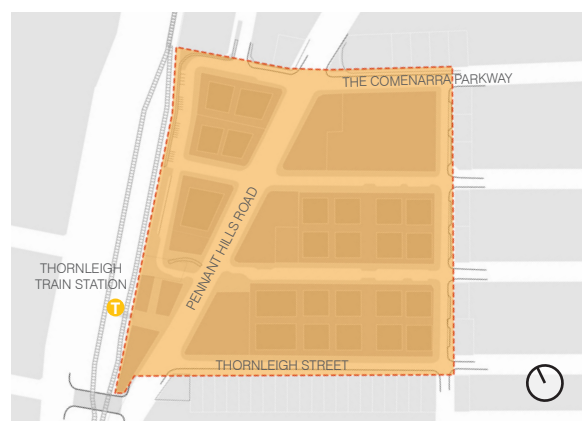 THE COMENARRA PARKWAY
PENNANT HILLS ROAD
THORNLEIGH
TRAIN STATION
T
THORNLEIGH STREET